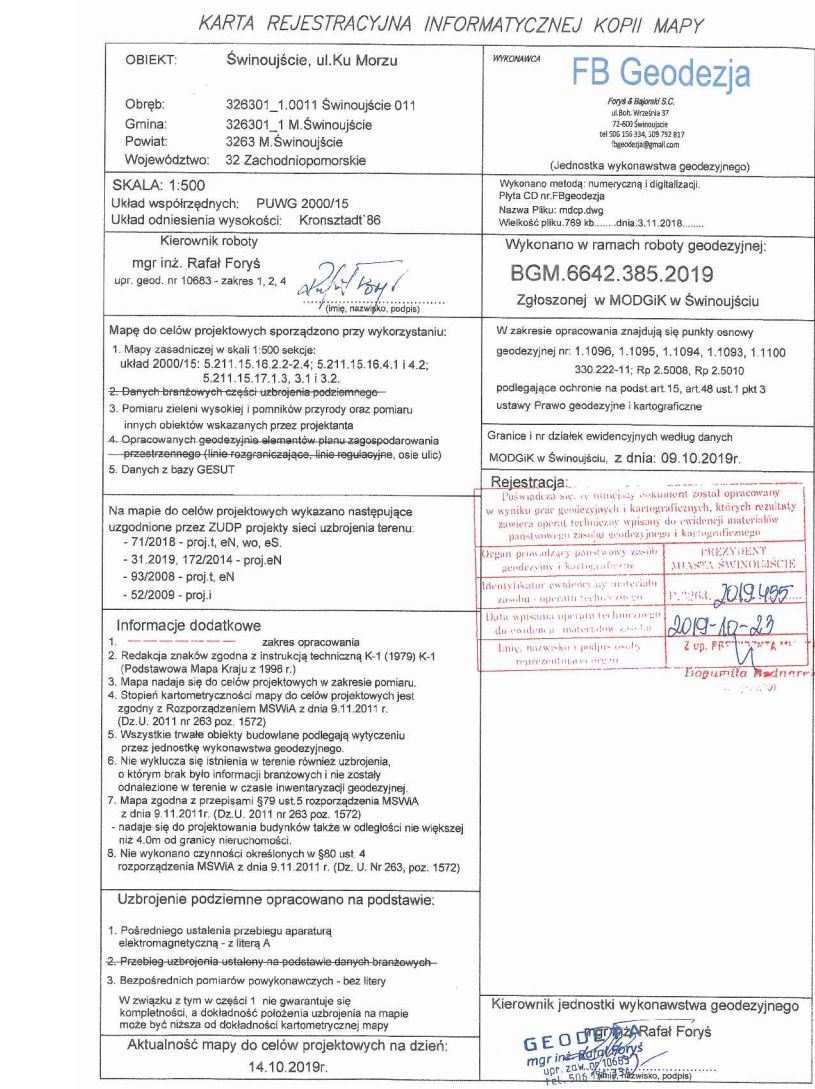 KARTA REJESTRACYJNA INFORMATYCZNEJ KOPII MAPY
OBIEKT: Świnoujście, ul.Ku Morzu
Obręb: 326301_1.0011 Świnoujście 011
Gmina: 326301_1 M.Świnoujście
Powiat: 3263 M.Świnoujście
Województwo: 32 Zachodniopomorskie
WYKONAWCA
FB Geodezja
Foryś & Bajorski S.C.
ul.Boh. Września 37
72-600 Świnoujscie
tel 506 156 334, 509 792 817
fbgeodezja@gmail.com
(Jednostka wykonawstwa geodezyjnego)
SKALA: 1:500
Układ współrzędnych: PUWG 2000/15
Układ odniesienia wysokości: Kronsztadt`86
Wykonano metodą: numeryczną i digitalizacji.
Płyta CD nr.FBgeodezja
Nazwa Pliku: mdcp.dwg
Wielkość pliku.769 kb........dnia.3.11.2018........
Kierownik roboty
mgr inż. Rafał Foryś
upr. geod. nr 10683 - zakres 1, 2, 4
(imię, nazwisko, podpis)
Wykonano w ramach roboty geodezyjnej:
BGM.6642.385.2019
Zgłoszonej w MODGiK w Świnoujściu
Mapę do celów projektowych sporządzono przy wykorzystaniu:
1. Mapy zasadniczej w skali 1:500 sekcje:
układ 2000/15: 5.211.15.16.2.2-2.4; 5.211.15.16.4.1 i 4.2;
5.211.15.17.1.3, 3.1 i 3.2.
2. Danych branżowych części uzbrojenia podziemnego
3. Pomiaru zieleni wysokiej i pomników przyrody oraz pomiaru
innych obiektów wskazanych przez projektanta
4. Opracowanych geodezyjnie elementów planu zagospodarowania
przestrzennego (linie rozgraniczające, linie regulacyjne, osie ulic)
5. Danych z bazy GESUT
W zakresie opracowania znajdują się punkty osnowy
geodezyjnej nr: 1.1096, 1.1095, 1.1094, 1.1093, 1.1100
330.222-11; Rp 2.5008, Rp 2.5010
podlegające ochronie na podst.art.15, art.48 ust.1 pkt 3
ustawy Prawo geodezyjne i kartograficzne
Granice i nr działek ewidencyjnych według danych
MODGiK w Świnoujściu, z dnia: 09.10.2019r.
Rejestracja:
Poświadcza się, że niniejszy dokument został opracowany
w wyniku prac geodezyjnych i kartograficznych, których rezultaty
zawiera operat techniczny wpisany do ewidencji materiałów
państwowego zasobu geodezyjnego i kartograficznego
Organ prowadzący państwowy zasób
geodezyjny i kartograficzny
PREZYDENT
MIASTA ŚWINOUJŚCIE
Identyfikator ewidencyjny materiału
zasobu - operatu technicznego
P.3263. 2019.455
Data wpisania operatu technicznego
do ewidencji materiałów zasobu
2019-10-23
Imię, nazwisko i podpis osoby
reprezentującej organ
Z up.
Bogumiła
Na mapie do celów projektowych wykazano następujące
uzgodnione przez ZUDP projekty sieci uzbrojenia terenu:
- 71/2018 - proj.t, eN, wo, eS.
- 31.2019, 172/2014 - proj.eN
- 93/2008 - proj.t, eN
- 52/2009 - proj.i
Informacje dodatkowe
1. — — — — — — — zakres opracowania
2. Redakcja znaków zgodna z instrukcją techniczną K-1 (1979) K-1
(Podstawowa Mapa Kraju z 1998 r.)
3. Mapa nadaje się do celów projektowych w zakresie pomiaru.
4. Stopień kartometryczności mapy do celów projektowych jest
zgodny z Rozporządzeniem MSWiA z dnia 9.11.2011 r.
(Dz.U. 2011 nr 263 poz. 1572)
5. Wszystkie trwałe obiekty budowlane podlegają wytyczeniu
przez jednostkę wykonawstwa geodezyjnego.
6. Nie wyklucza się istnienia w terenie również uzbrojenia,
o którym brak było informacji branżowych i nie zostały
odnalezione w terenie w czasie inwentaryzacji geodezyjnej.
7. Mapa zgodna z przepisami §79 ust.5 rozporządzenia MSWiA
z dnia 9.11.2011r. (Dz.U. 2011 nr 263 poz. 1572)
- nadaje się do projektowania budynków także w odległości nie większej
niż 4.0m od granicy nieruchomości.
8. Nie wykonano czynności określonych w §80 ust. 4
rozporządzenia MSWiA z dnia 9.11.2011 r. (Dz. U. Nr 263, poz. 1572)
Uzbrojenie podziemne opracowano na podstawie:
1. Pośredniego ustalenia przebiegu aparaturą
elektromagnetyczną - z literą A
2. Przebieg uzbrojenia ustalony na podstawie danych branżowych
3. Bezpośrednich pomiarów powykonawczych - bez litery
W związku z tym w części 1 nie gwarantuje się
kompletności, a dokładność położenia uzbrojenia na mapie
może być niższa od dokładności kartometrycznej mapy
Aktualność mapy do celów projektowych na dzień:
14.10.2019r.
Kierownik jednostki wykonawstwa geodezyjnego
mgr inż. Rafał Foryś
GEODETA
mgr inż. Rafał Foryś
upr. zaw. nr 10683
(imię, nazwisko, podpis)